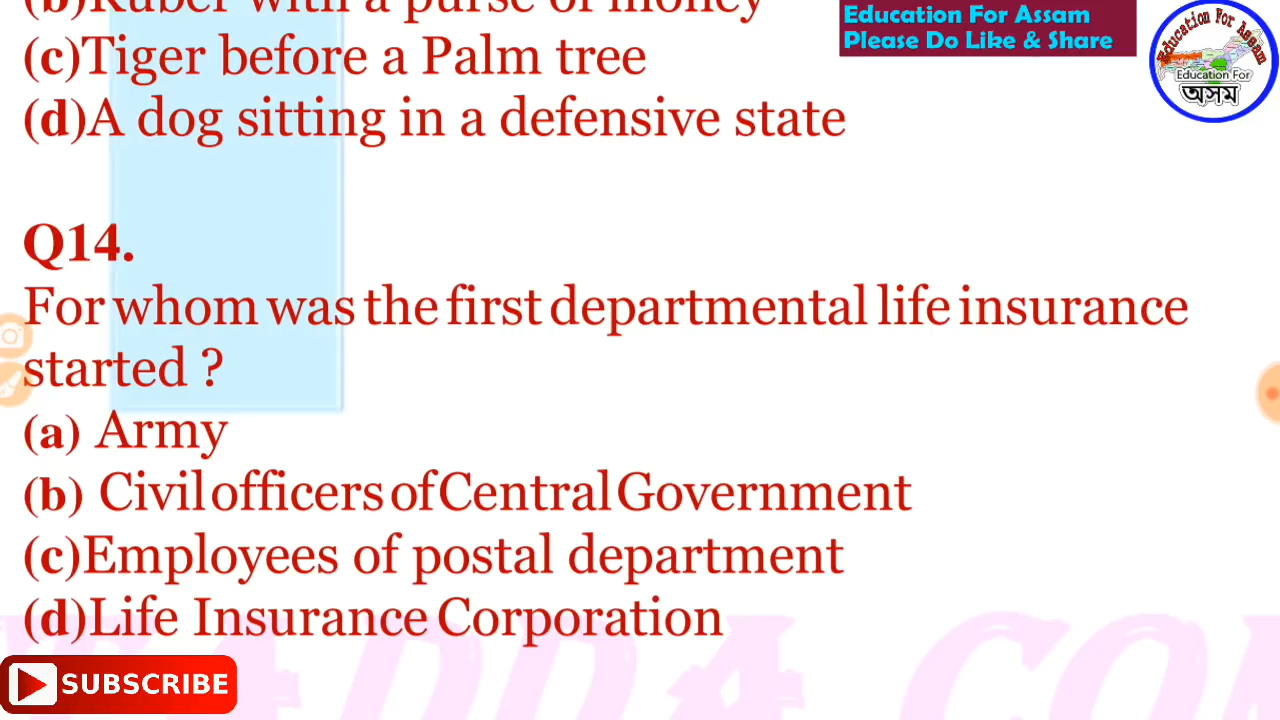 (b)Kuber with a purse of money
(c)Tiger before a Palm tree
(d)A dog sitting in a defensive state
Education For Assam
Please Do Like & Share
Education For Assam
Education For
অসম
Q14.
For whom was the first departmental life insurance
started ?
(a) Army
(b) Civil officers of Central Government
(c)Employees of postal department
(d)Life Insurance Corporation
SUBSCRIBE